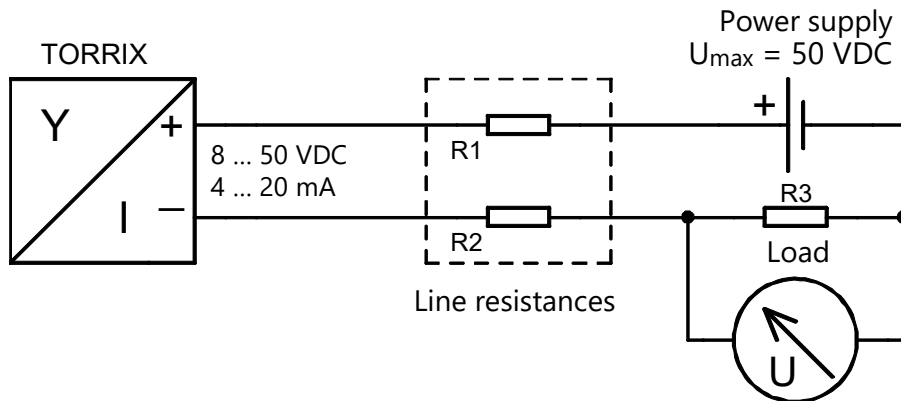 Power supply
Umax = 50 VDC
TORRIX
Y
+
+
R1
8 ... 50 VDC
4 ... 20 mA
I
—
R2
R3
Load
Line resistances
U